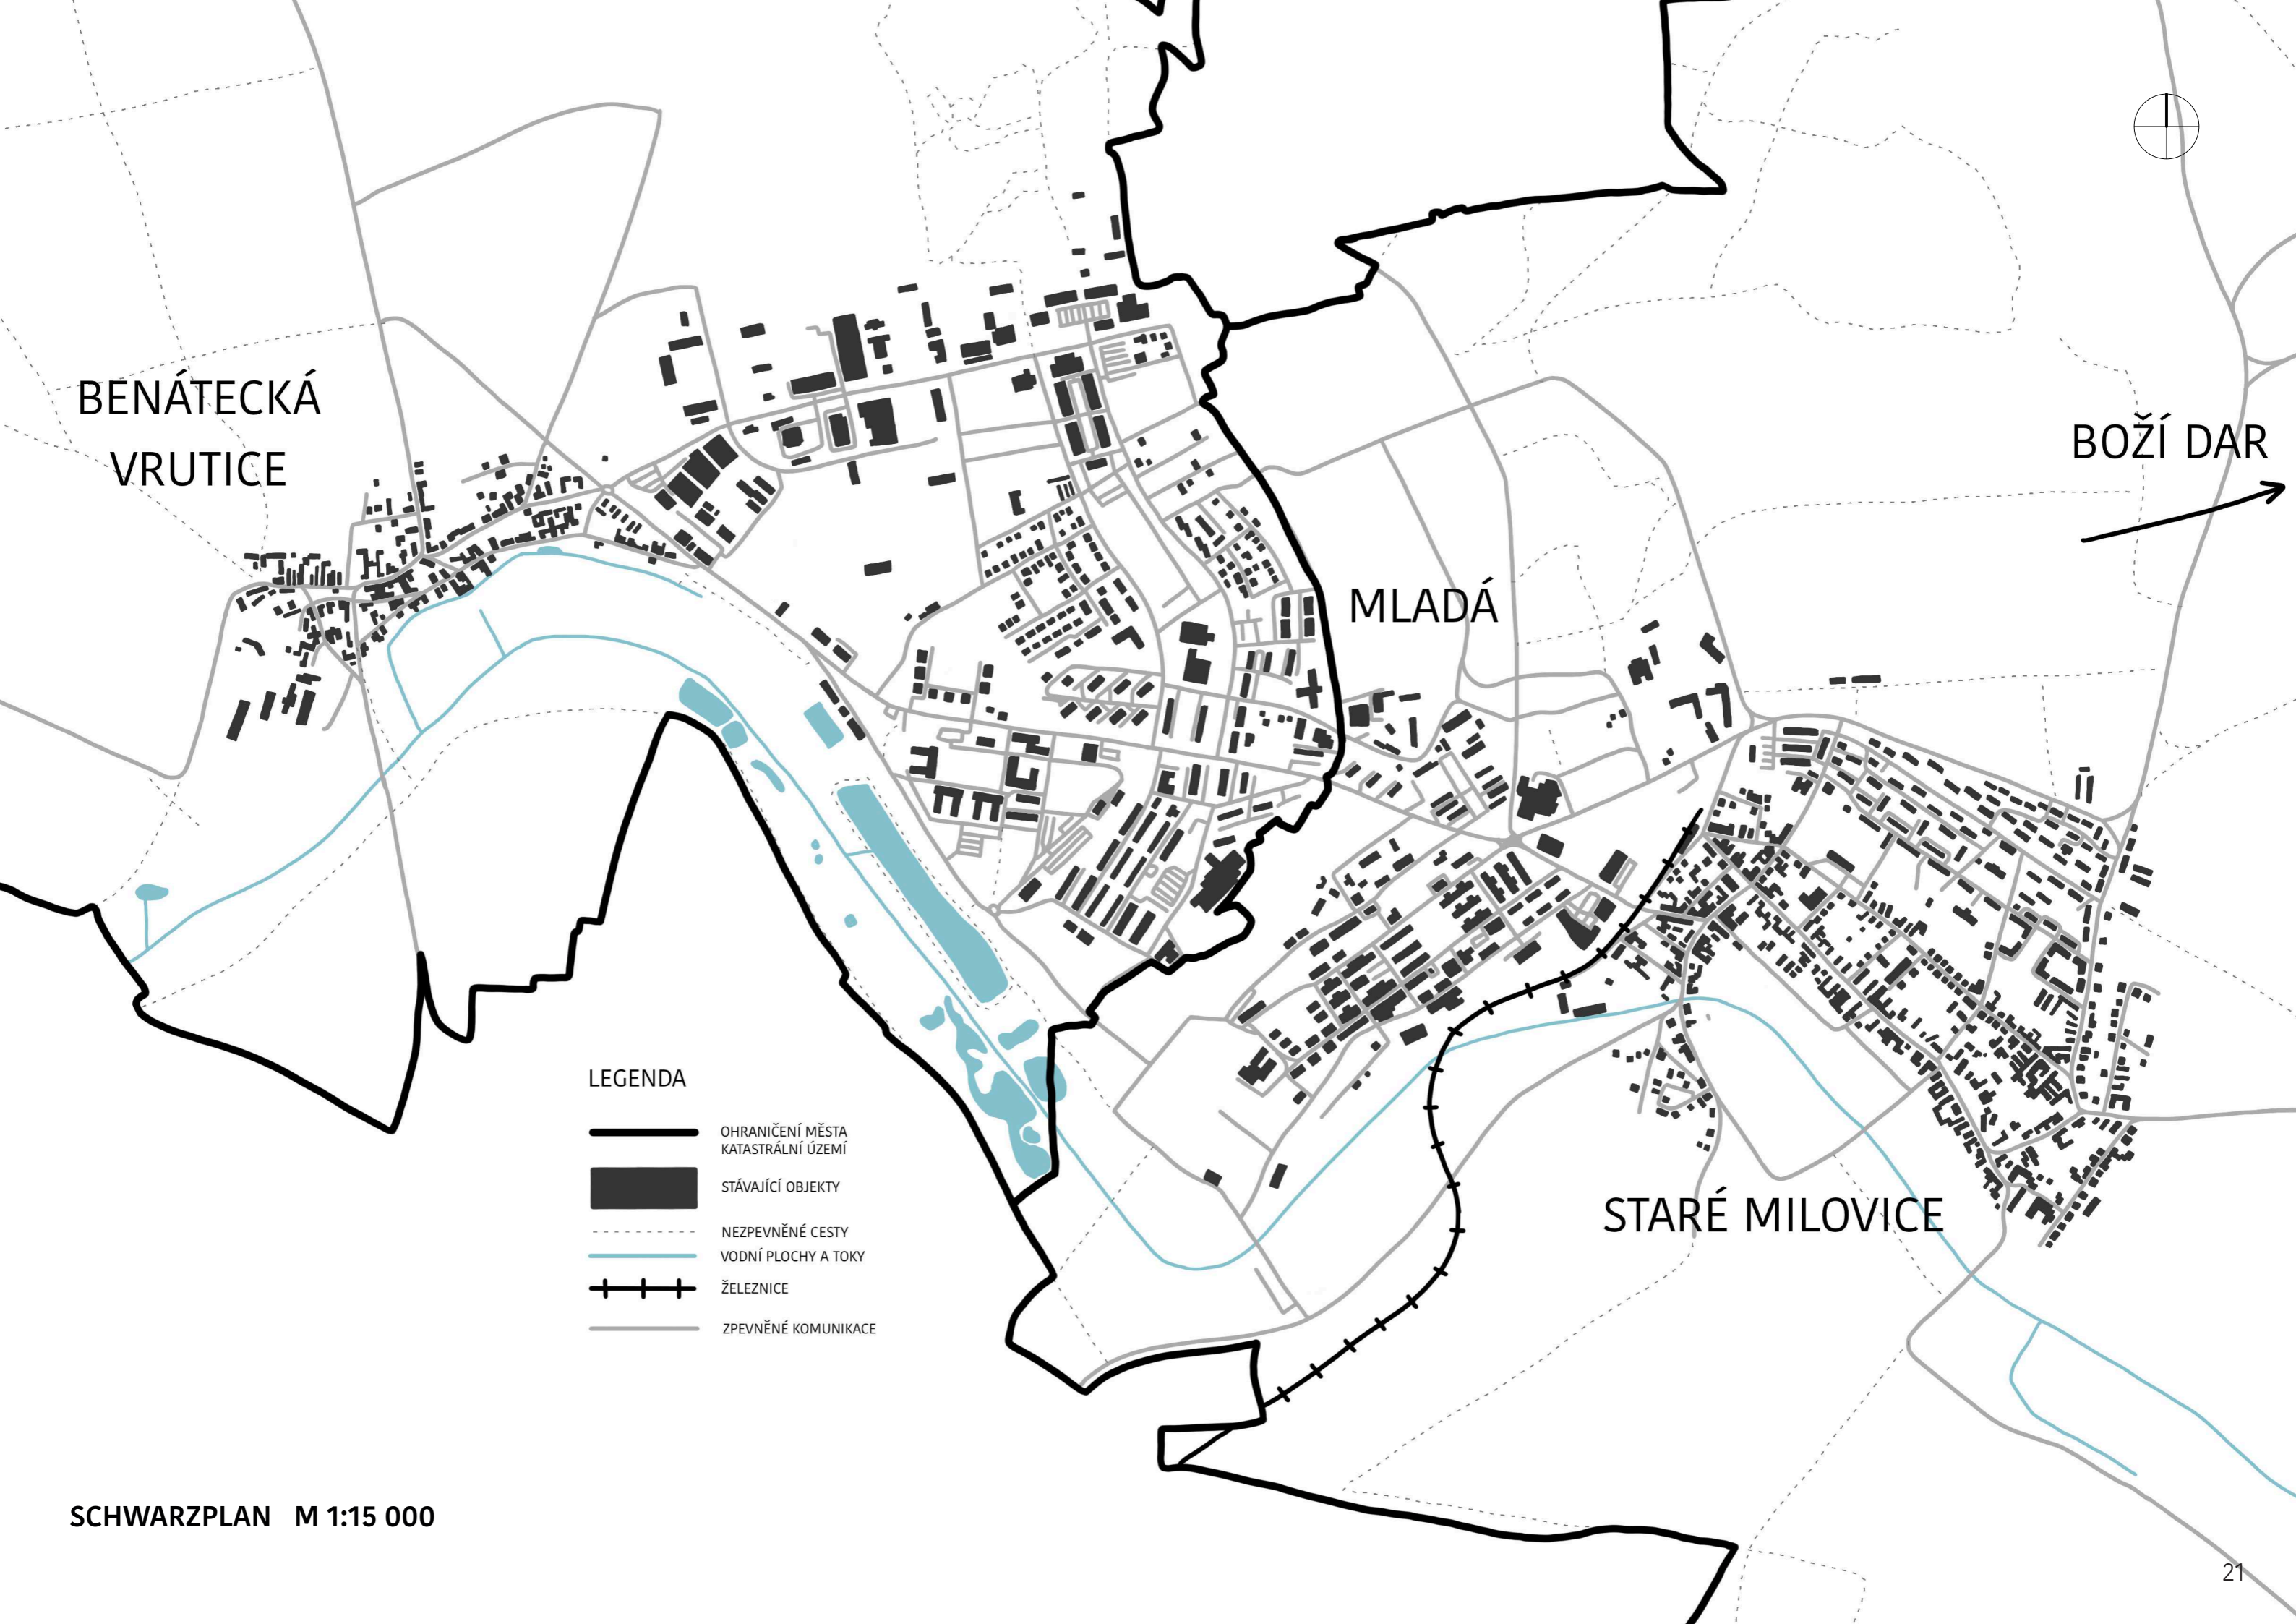 BENÁTECKÁ
VRUTICE
BOŽÍ DAR
MLADÁ
STARÉ MILOVICE
LEGENDA
OHRANIČENÍ MĚSTA
KATASTRÁLNÍ ÚZEMÍ
STÁVAJÍCÍ OBJEKTY
NEZPEVNĚNÉ CESTY
VODNÍ PLOCHY A TOKY
ŽELEZNICE
ZPEVNĚNÉ KOMUNIKACE
SCHWARZPLAN M 1:15 000
21